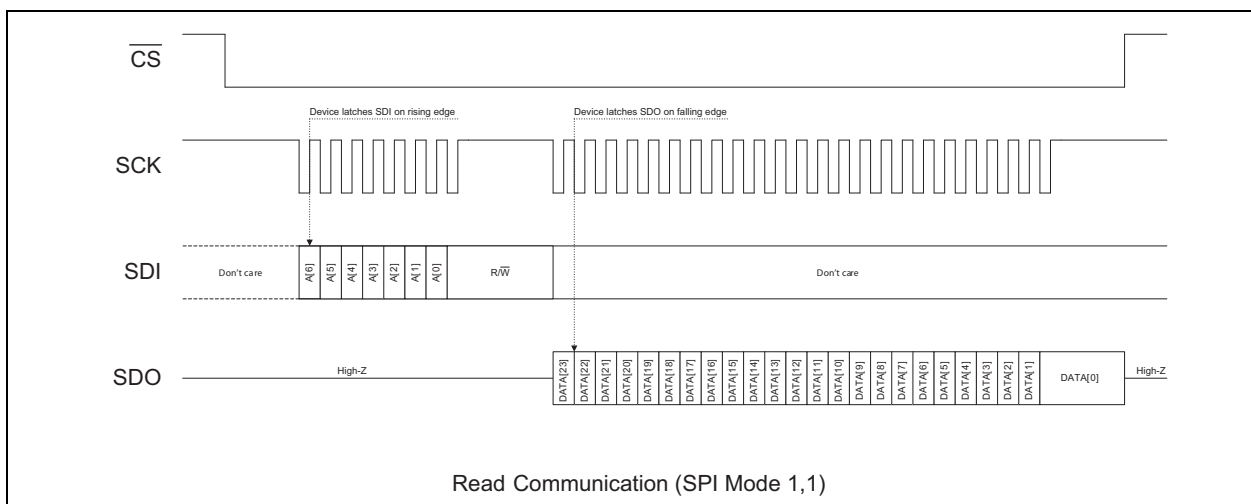 CS
Device latches SDI on rising edge
Device latches SDO on falling edge
SCK
SDI
Don't care
A[6]
A[5]
A[4]
A[3]
A[2]
A[1]
A[0]
R/W
Don't care
SDO
High-Z
DATA[23]
DATA[22]
DATA[21]
DATA[20]
DATA[19]
DATA[18]
DATA[17]
DATA[16]
DATA[15]
DATA[14]
DATA[13]
DATA[12]
DATA[11]
DATA[10]
DATA[9]
DATA[8]
DATA[7]
DATA[6]
DATA[5]
DATA[4]
DATA[3]
DATA[2]
DATA[1]
DATA[0]
High-Z
Read Communication (SPI Mode 1,1)